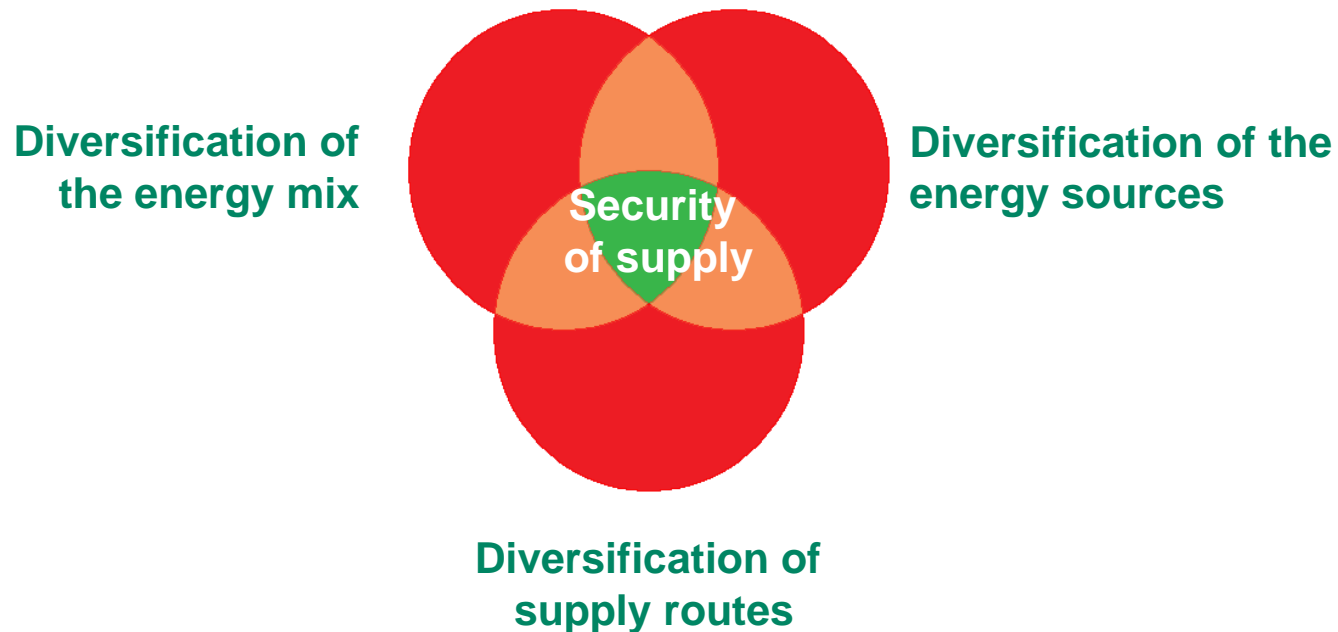 Diversification of
the energy mix
Diversification of the
energy sources
Security
of supply
Diversification of
supply routes